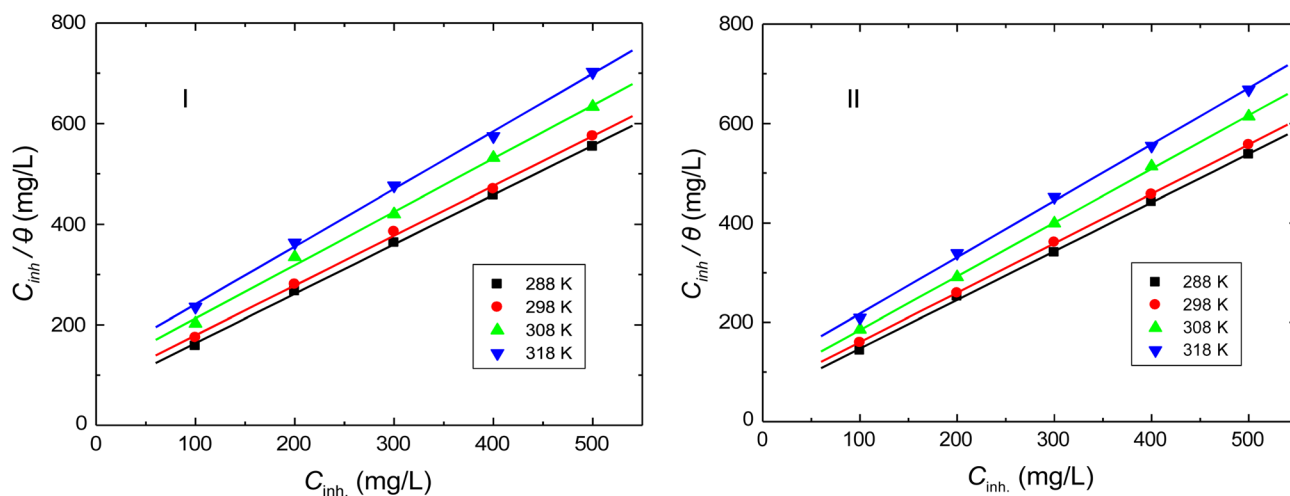 800
600
400
200
0
C_inh / θ (mg/L)
I
288 K
298 K
308 K
318 K
0 100 200 300 400 500
C_inh. (mg/L)
800
600
400
200
0
C_inh / θ (mg/L)
II
288 K
298 K
308 K
318 K
0 100 200 300 400 500
C_inh. (mg/L)